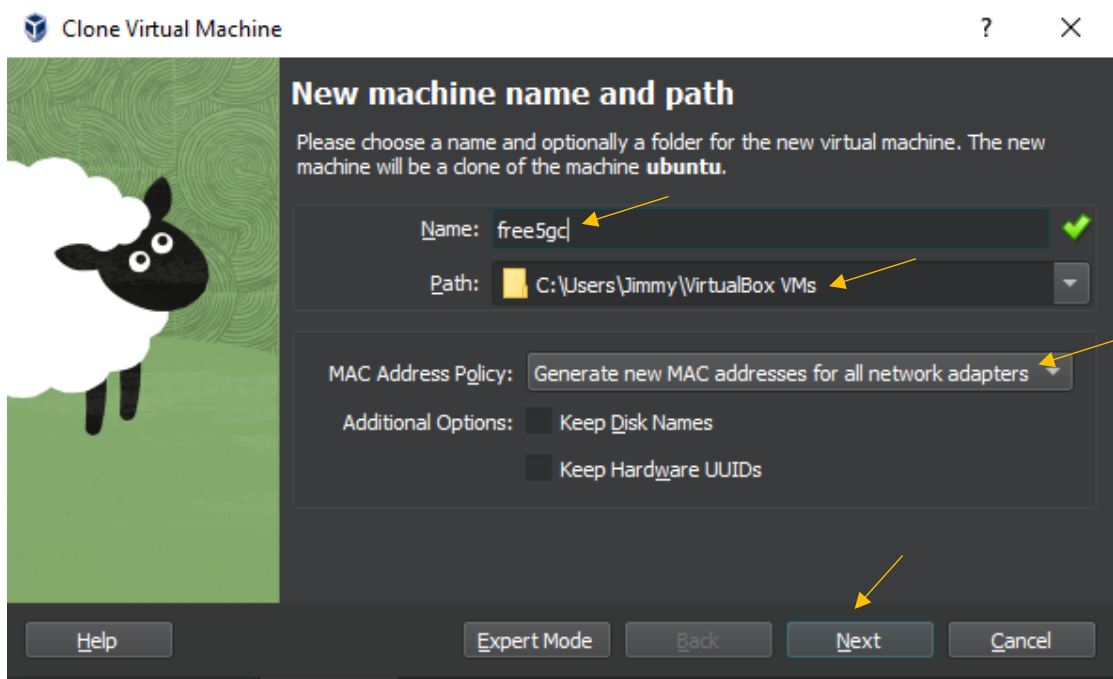 Clone Virtual Machine
?
New machine name and path
Please choose a name and optionally a folder for the new virtual machine. The new
machine will be a clone of the machine ubuntu.
Name: free5gc
Path: C:\Users\Jimmy\VirtualBox VMs
MAC Address Policy: Generate new MAC addresses for all network adapters
Additional Options: Keep Disk Names
Keep Hardware UUIDs
Help Expert Mode Back Next Cancel